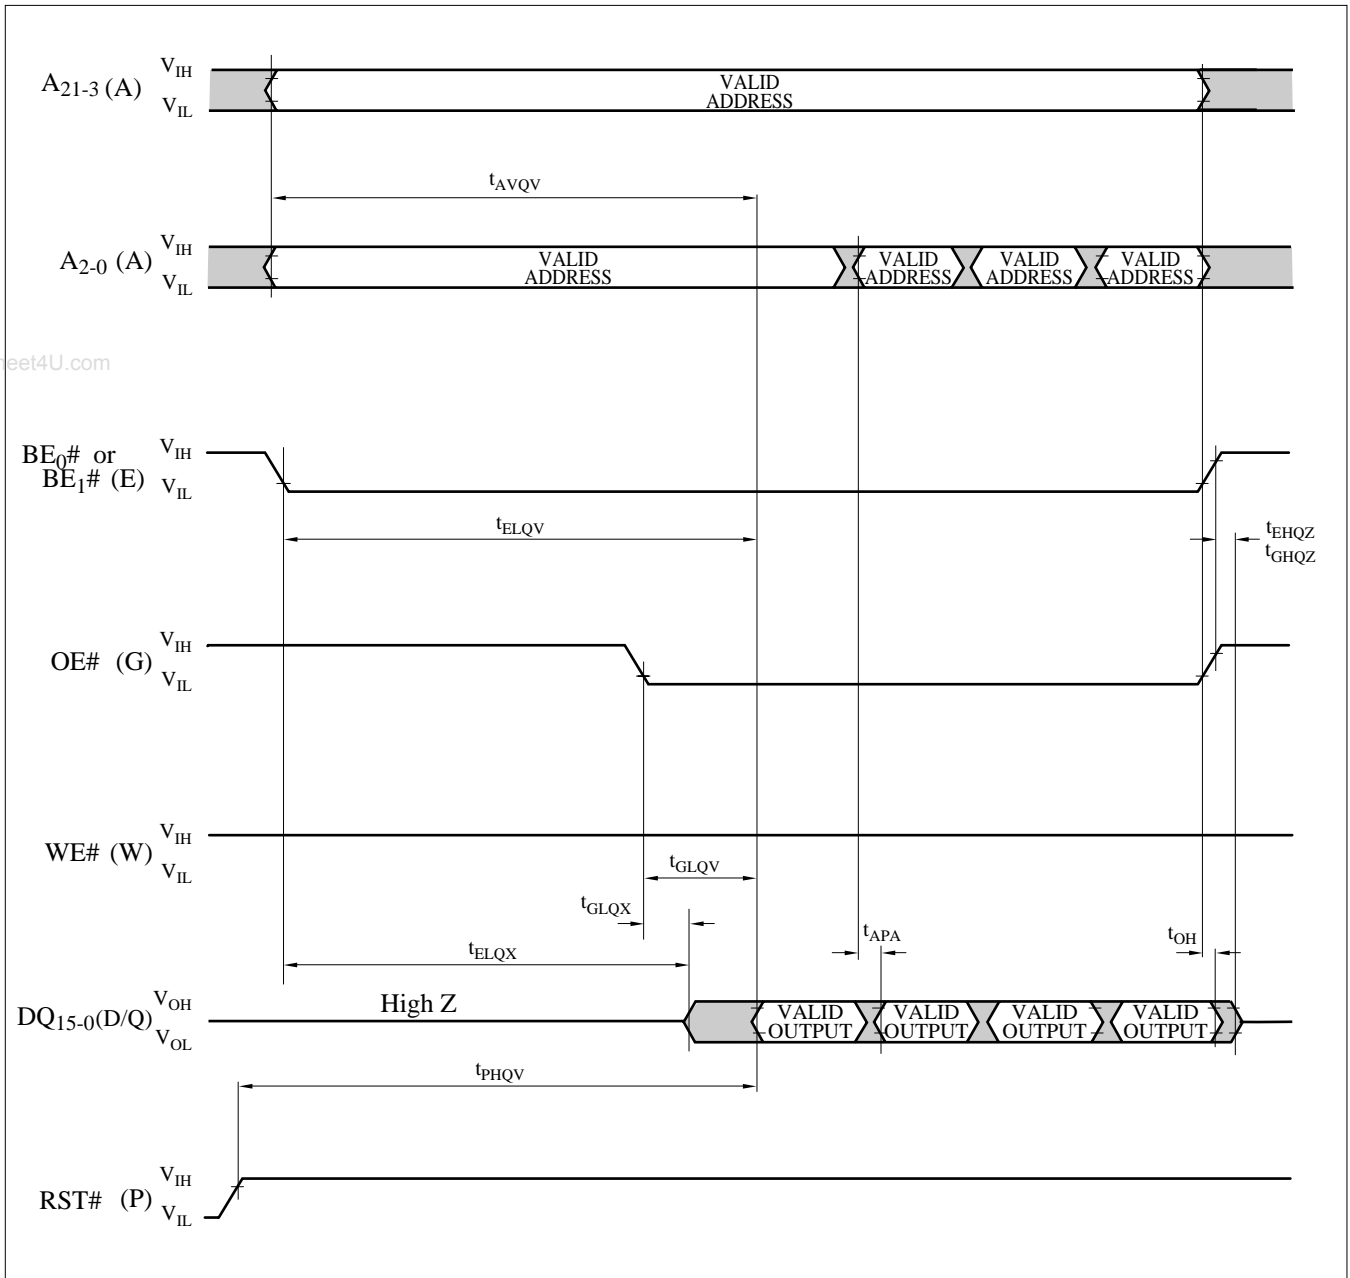 A21-3 (A) VIH
VIL
VALID
ADDRESS
tAVQV
A2-0 (A) VIH
VIL
VALID
ADDRESS
VALID
ADDRESS
VALID
ADDRESS
VALID
ADDRESS
neet4U.com
BE0# or
BE1# (E) VIH
VIL
tELQV
tEHQZ
tGHQZ
OE# (G) VIH
VIL
WE# (W) VIH
VIL
tGLQV
tGLQX
tELQX
tAPA
tOH
DQ15-0(D/Q) VOH
VOL
High Z
VALID
OUTPUT
VALID
OUTPUT
VALID
OUTPUT
VALID
OUTPUT
tPHQV
RST# (P) VIH
VIL